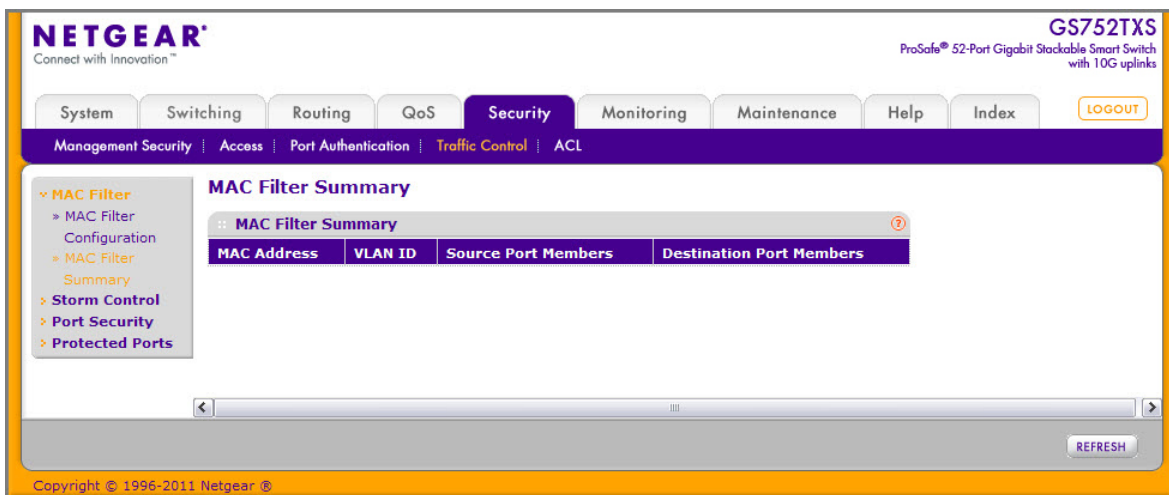 NETGEAR®
Connect with Innovation™
GS752TXS
ProSafe® 52-Port Gigabit Stackable Smart Switch
with 10G uplinks
System Switching Routing QoS Security Monitoring Maintenance Help Index LOGOUT
Management Security | Access | Port Authentication | Traffic Control | ACL
MAC Filter
» MAC Filter
Configuration
» MAC Filter
Summary
Storm Control
Port Security
Protected Ports
MAC Filter Summary
MAC Filter Summary ?
MAC Address VLAN ID Source Port Members Destination Port Members
REFRESH
Copyright © 1996-2011 Netgear ®